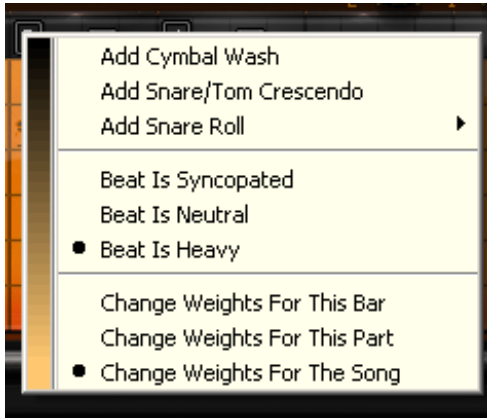 Add Cymbal Wash
Add Snare/Tom Crescendo
Add Snare Roll
Beat Is Syncopated
Beat Is Neutral
Beat Is Heavy
Change Weights For This Bar
Change Weights For This Part
Change Weights For The Song